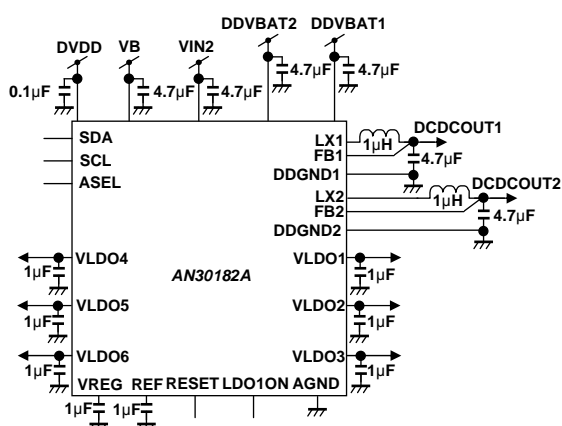 DDVBAT2 DDVBAT1
DVDD VB VIN2
0.1µF 4.7µF 4.7µF 4.7µF 4.7µF
SDA
SCL
ASEL
LX1 1µH DCDCOUT1
FB1 4.7µF
DDGND1
LX2 1µH DCDCOUT2
FB2 4.7µF
DDGND2
VLDO4 VLDO1
1µF 1µF
AN30182A
VLDO5 VLDO2
1µF 1µF
VLDO6 VLDO3
1µF 1µF
VREG REF RESET LDO1ON AGND
1µF 1µF